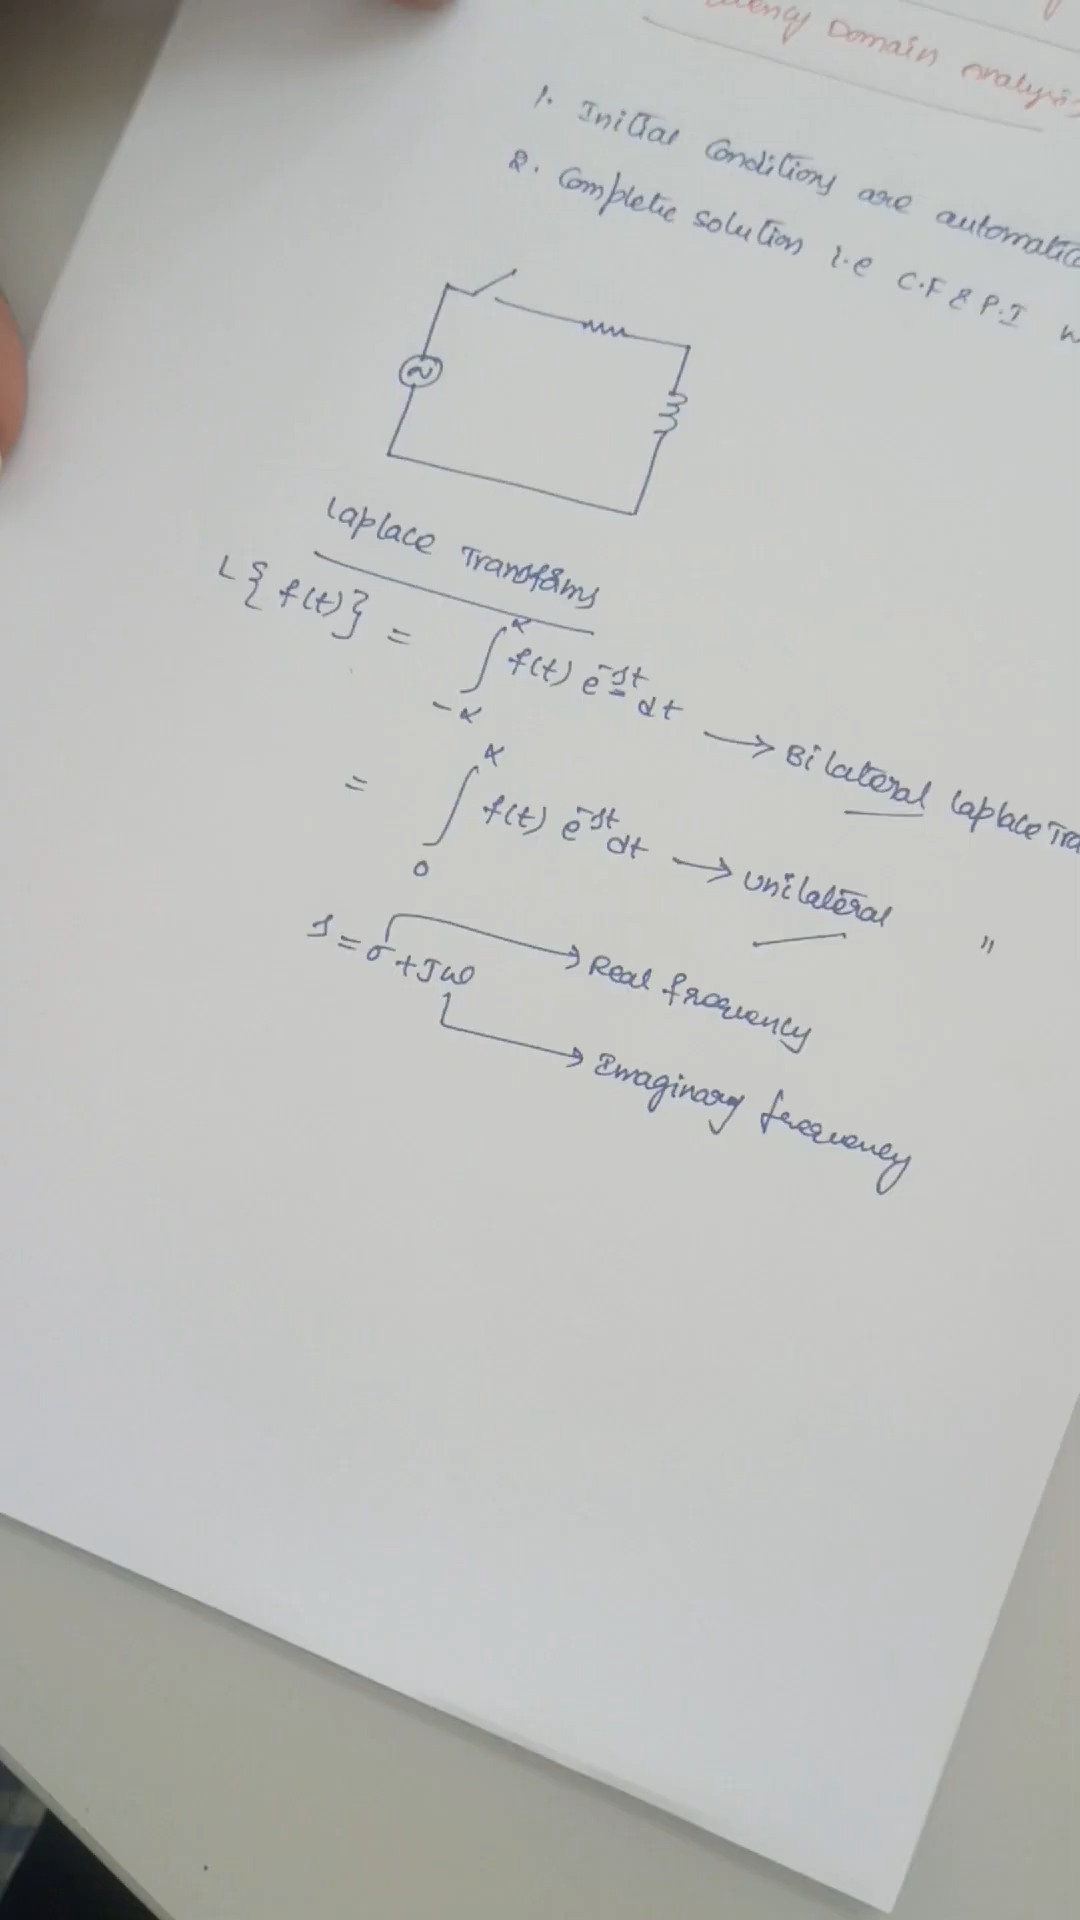 Domain Analysis
1. Initial Conditions are
2. Complete solution i.e C.F & P.I
Laplace Transforms
L{f(t)} = ∫_{-∝}^{∝} f(t) e^{-st} dt → Bilateral Laplace
= ∫_{0}^{∝} f(t) e^{-st} dt → unilateral "
s = σ + Jω
→ Real frequency
→ Imaginary frequency